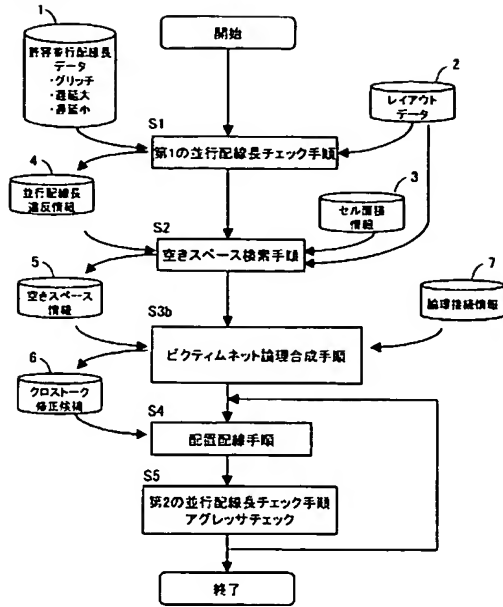 開始
1
許容並行配線長
データ
・グリッチ
・遅延大
・遅延小
2
レイアウト
データ
S1
第1の並行配線長チェック手順
4
並行配線長
違反情報
3
セル面積
情報
S2
空きスペース検索手順
5
空きスペース
情報
7
論理接続情報
S3b
ビクティムネット論理合成手順
6
クロストーク
修正候補
S4
配置配線手順
S5
第2の並行配線長チェック手順
アグレッサチェック
終了